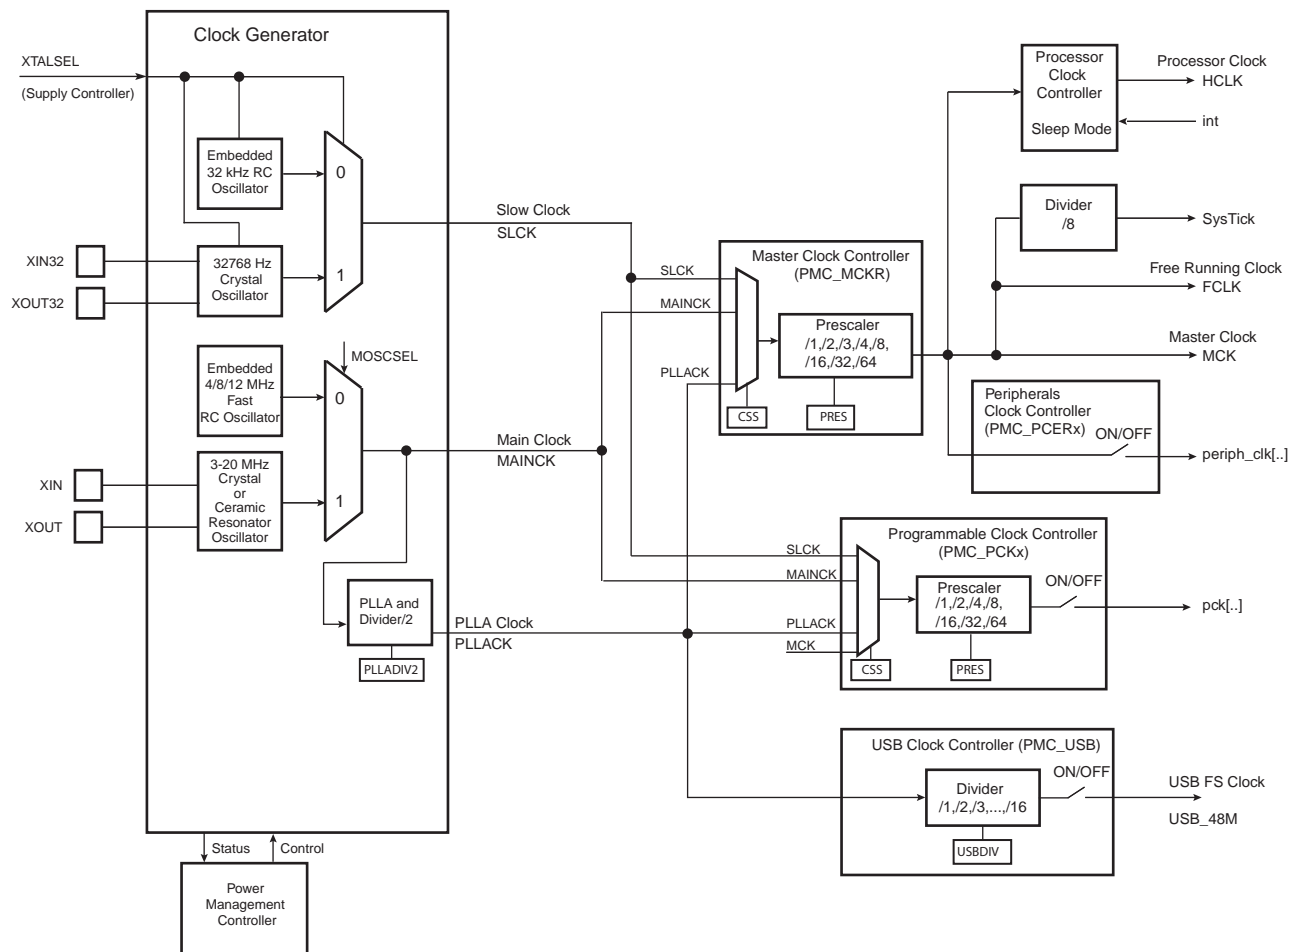 Clock Generator
XTALSEL
(Supply Controller)
Embedded
32 kHz RC
Oscillator
0
XIN32
XOUT32
32768 Hz
Crystal
Oscillator
1
Slow Clock
SLCK
MOSCSEL
Embedded
4/8/12 MHz
Fast
RC Oscillator
0
XIN
XOUT
3-20 MHz
Crystal
or
Ceramic
Resonator
Oscillator
1
Main Clock
MAINCK
PLLA and
Divider/2
PLLADIV2
PLLA Clock
PLLACK
Status
Control
Power
Management
Controller
Master Clock Controller
(PMC_MCKR)
SLCK
MAINCK
PLLACK
Prescaler
/1,/2,/3,/4,/8,
/16,/32,/64
CSS
PRES
Processor
Clock
Controller
Sleep Mode
Processor Clock
HCLK
int
Divider
/8
SysTick
Free Running Clock
FCLK
Master Clock
MCK
Peripherals
Clock Controller
(PMC_PCERx)
ON/OFF
periph_clk[..]
Programmable Clock Controller
(PMC_PCKx)
SLCK
MAINCK
PLLACK
MCK
Prescaler
/1,/2,/4,/8,
/16,/32,/64
ON/OFF
CSS
PRES
pck[..]
USB Clock Controller (PMC_USB)
Divider
/1,/2,/3,...,/16
ON/OFF
USBDIV
USB FS Clock
USB_48M